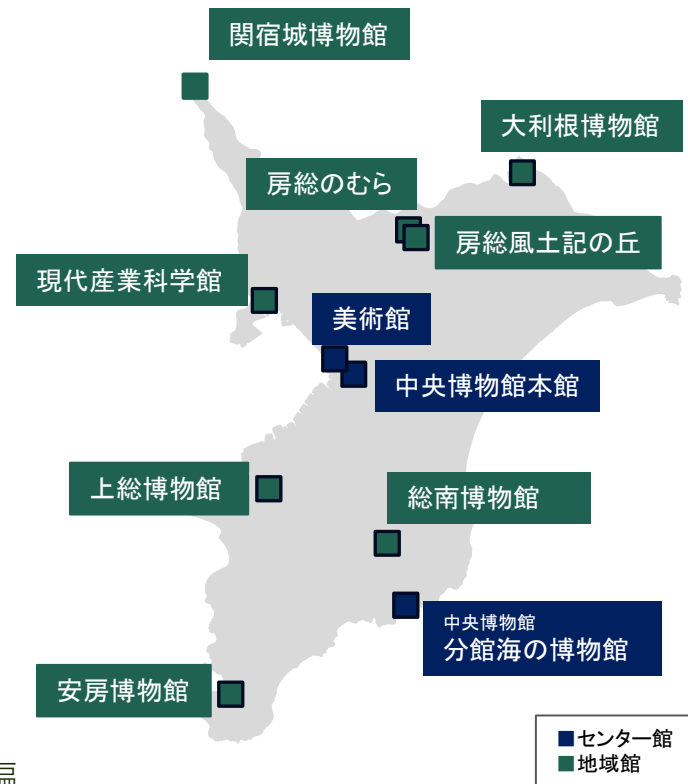 関宿城博物館
大利根博物館
房総のむら
房総風土記の丘
現代産業科学館
美術館
中央博物館本館
上総博物館
総南博物館
中央博物館
分館海の博物館
安房博物館
■センター館
■地域館